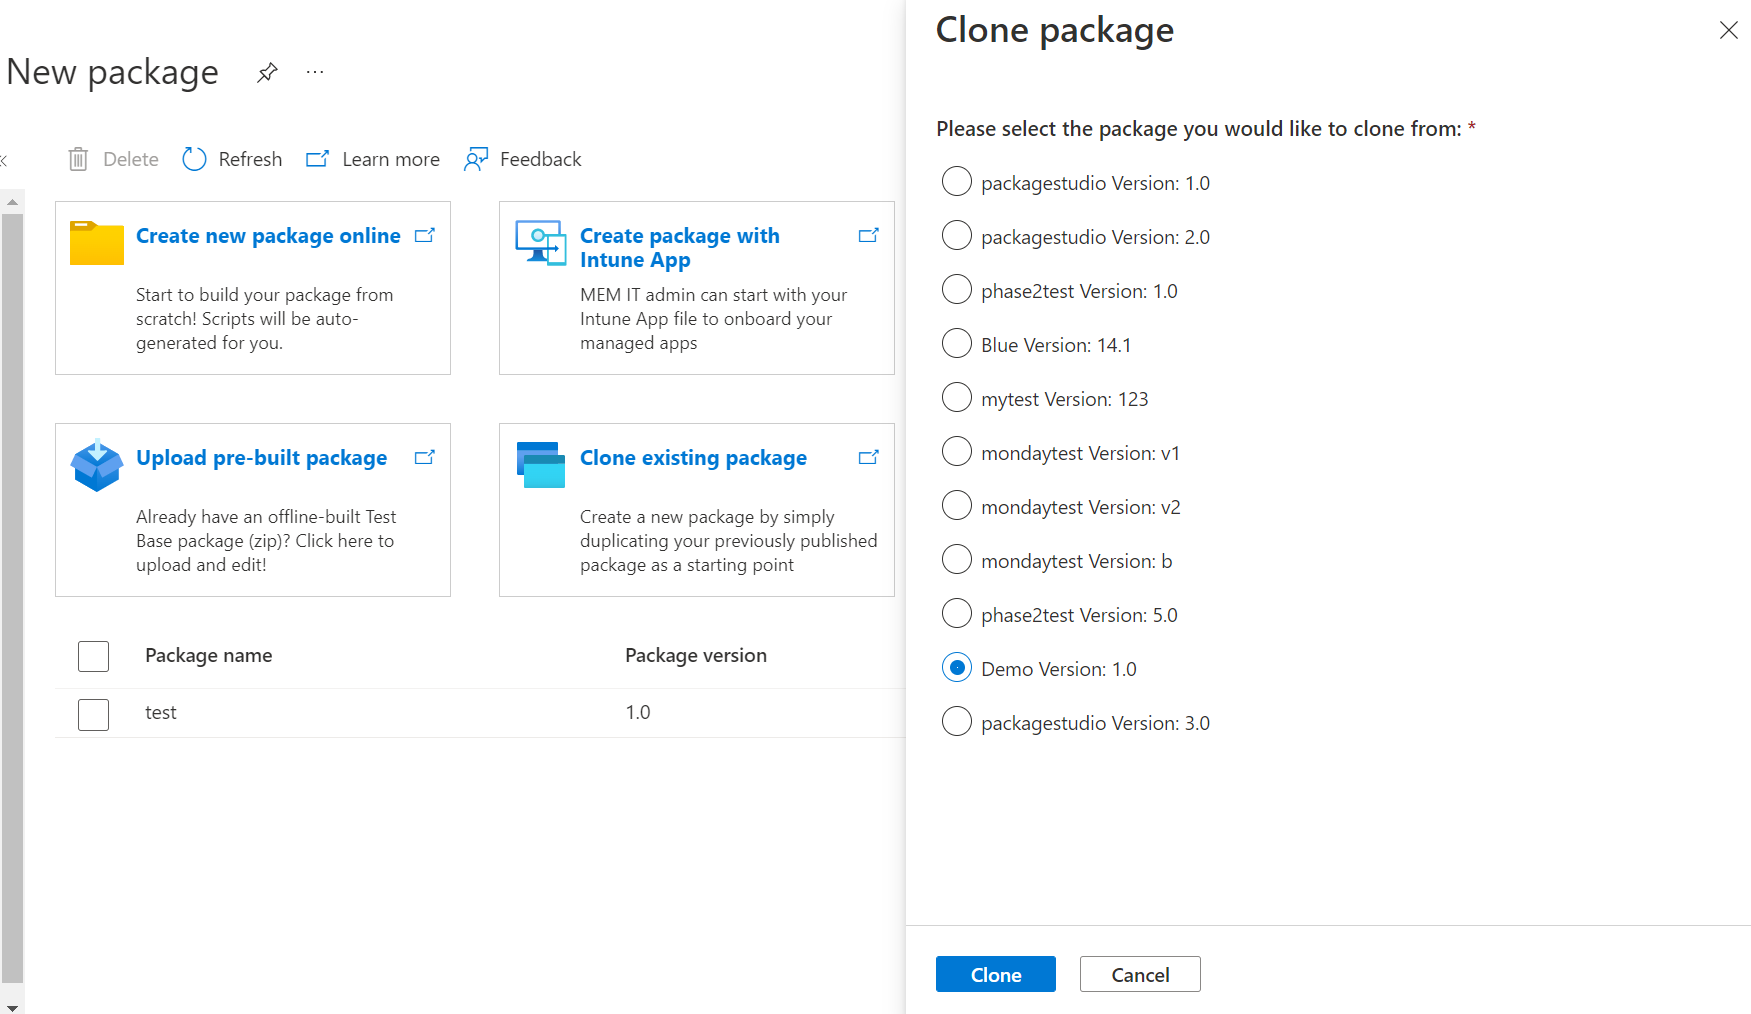 New package
Delete
Refresh
Learn more
Feedback
Create new package online
Start to build your package from
scratch! Scripts will be auto-
generated for you.
Create package with
Intune App
MEM IT admin can start with your
Intune App file to onboard your
managed apps
Upload pre-built package
Already have an offline-built Test
Base package (zip)? Click here to
upload and edit!
Clone existing package
Create a new package by simply
duplicating your previously published
package as a starting point
Package name
Package version
test
1.0
Clone package
Please select the package you would like to clone from: *
packagestudio Version: 1.0
packagestudio Version: 2.0
phase2test Version: 1.0
Blue Version: 14.1
mytest Version: 123
mondaytest Version: v1
mondaytest Version: v2
mondaytest Version: b
phase2test Version: 5.0
Demo Version: 1.0
packagestudio Version: 3.0
Clone
Cancel